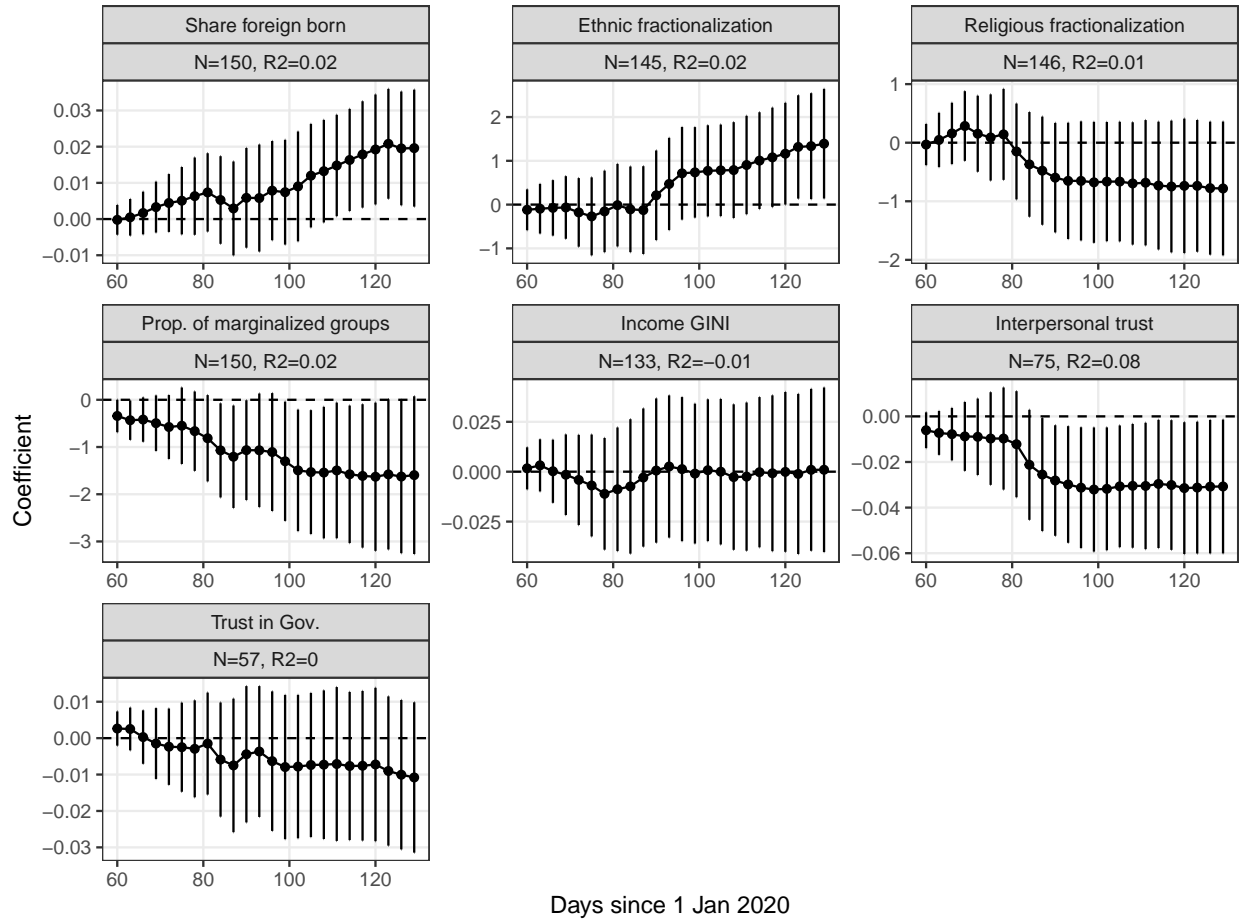 Share foreign born
N=150, R2=0.02
0.03
0.02
0.01
0.00
−0.01
60 80 100 120
Ethnic fractionalization
N=145, R2=0.02
2
1
0
−1
60 80 100 120
Religious fractionalization
N=146, R2=0.01
1
0
−1
−2
60 80 100 120
Coefficient
Prop. of marginalized groups
N=150, R2=0.02
0
−1
−2
−3
60 80 100 120
Income GINI
N=133, R2=−0.01
0.025
0.000
−0.025
60 80 100 120
Interpersonal trust
N=75, R2=0.08
0.00
−0.02
−0.04
−0.06
60 80 100 120
Trust in Gov.
N=57, R2=0
0.01
0.00
−0.01
−0.02
−0.03
60 80 100 120
Days since 1 Jan 2020